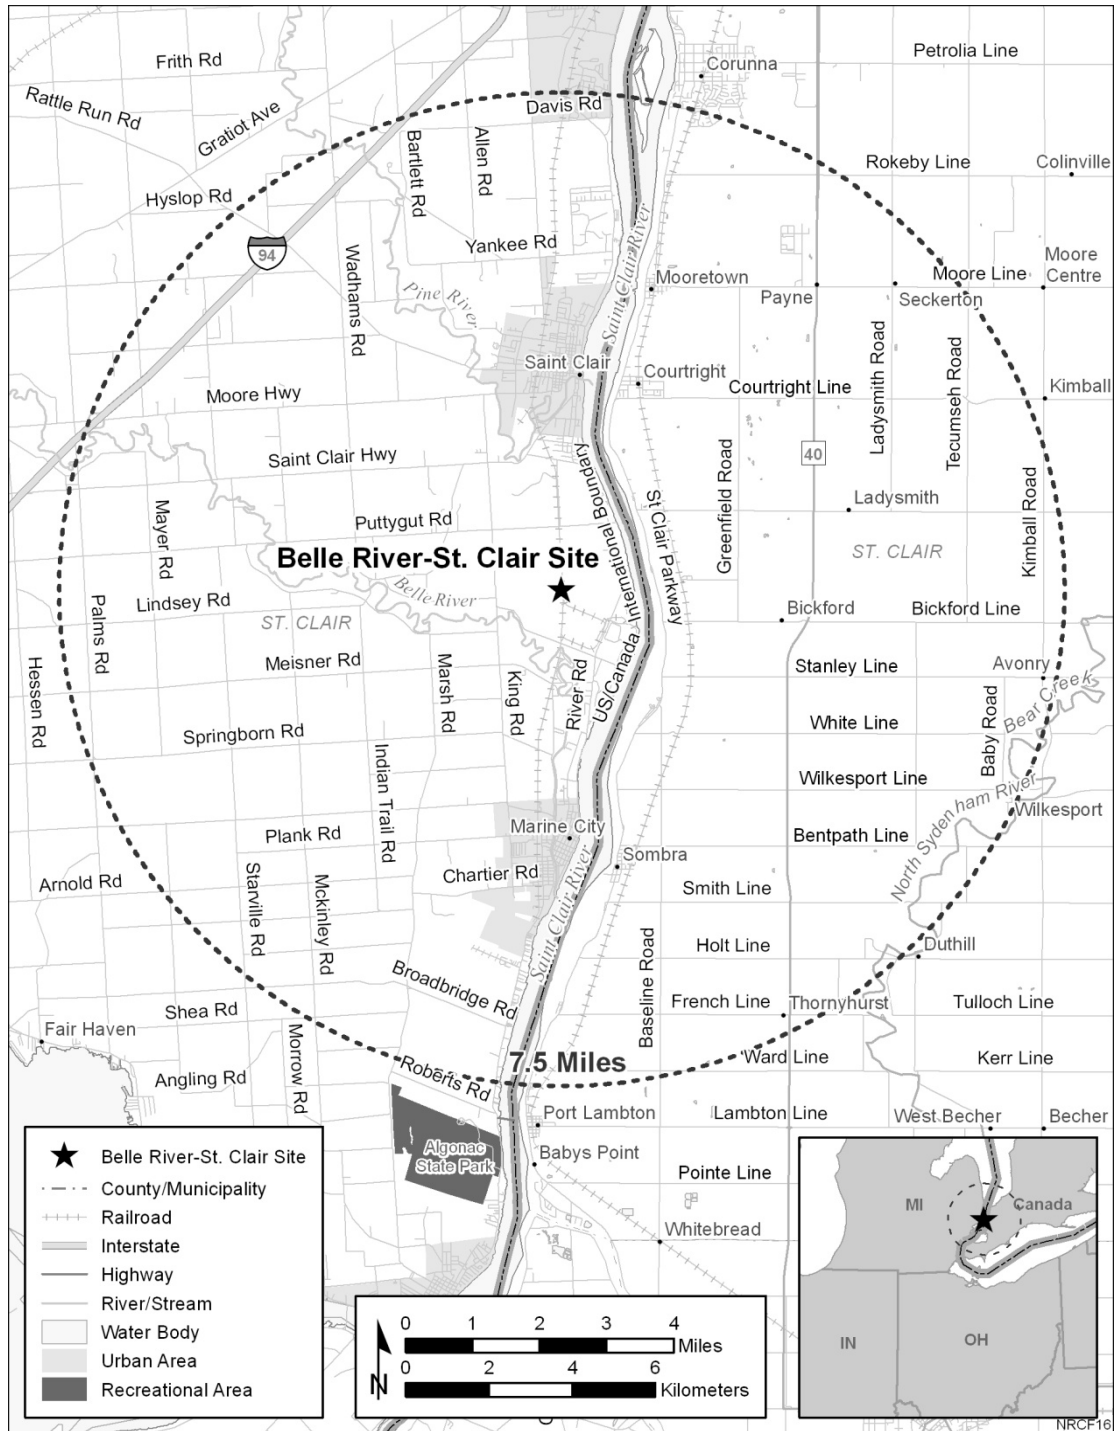 Petrolia Line
Corunna
Frith Rd
Rattle Run Rd
Gratiot Ave
Davis Rd
Bartlett Rd
Allen Rd
Rokeby Line
Colinville
Hyslop Rd
94
Wadhams Rd
Yankee Rd
Saint Clair River
Pine River
Mooretown
Moore Line
Moore
Centre
Payne
Seckerton
Saint Clair
Courtright
Courtright Line
Ladysmith Road
Tecumseh Road
Kimball
Moore Hwy
Saint Clair Hwy
40
Greenfield Road
Ladysmith
Kimball Road
Mayer Rd
Puttygut Rd
US/Canada International Boundary
St Clair Parkway
ST. CLAIR
Belle River-St. Clair Site
Lindsey Rd
Belle River
ST. CLAIR
Bickford
Bickford Line
Palms Rd
Hessen Rd
Meisner Rd
Marsh Rd
King Rd
River Rd
Stanley Line
Avonry
Bear Creek
Baby Road
White Line
Springborn Rd
Indian Trail Rd
Wilkesport Line
Wilkesport
North Sydenham River
Plank Rd
Marine City
Bentpath Line
Sombra
Arnold Rd
Starville Rd
Mckinley Rd
Chartier Rd
Saint Clair River
Smith Line
Holt Line
Duthill
Baseline Road
Broadbridge Rd
French Line
Thornyhurst
Tulloch Line
Shea Rd
Fair Haven
Morrow Rd
7.5 Miles
Ward Line
Kerr Line
Angling Rd
Roberts Rd
Port Lambton
Lambton Line
West Becher
Becher
Algonac
State Park
Babys Point
Pointe Line
Whitebread
Belle River-St. Clair Site
County/Municipality
Railroad
Interstate
Highway
River/Stream
Water Body
Urban Area
Recreational Area
N
0 1 2 3 4
Miles
0 2 4 6
Kilometers
MI
Canada
IN
OH
NRCF16